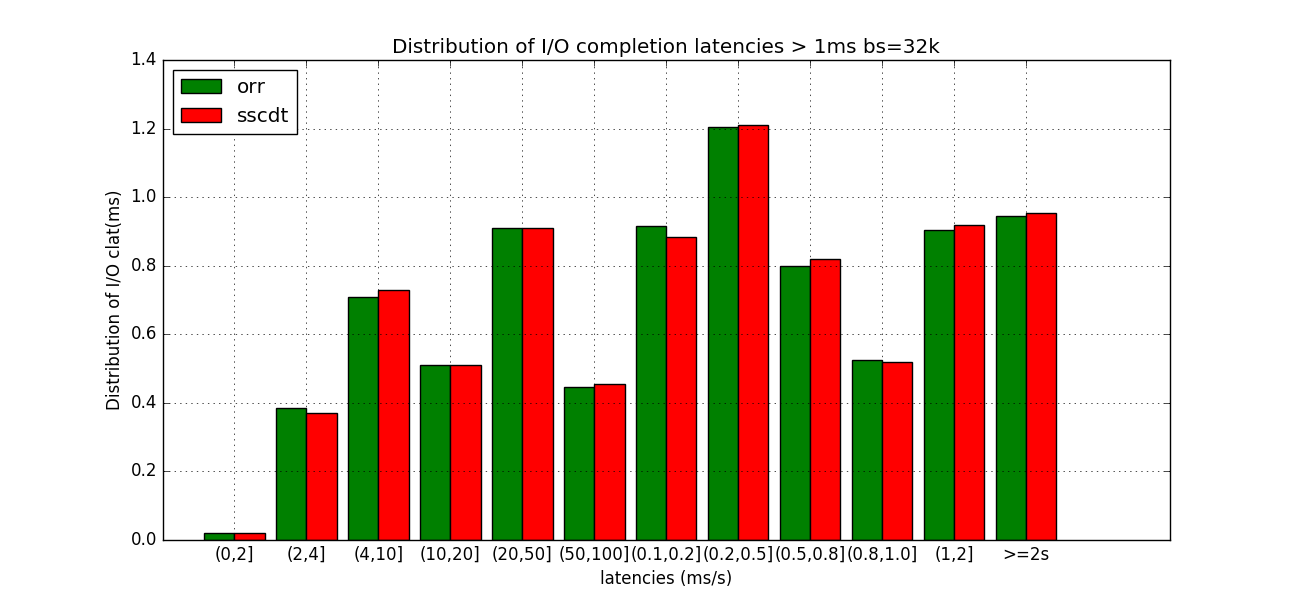 Distribution of I/O completion latencies > 1ms bs=32k
1.4
1.2
1.0
0.8
0.6
0.4
0.2
0.0
Distribution of I/O clat(ms)
orr
sscdt
(0,2] (2,4] (4,10] (10,20] (20,50] (50,100] (0.1,0.2] (0.2,0.5] (0.5,0.8] (0.8,1.0] (1,2] >=2s
latencies (ms/s)